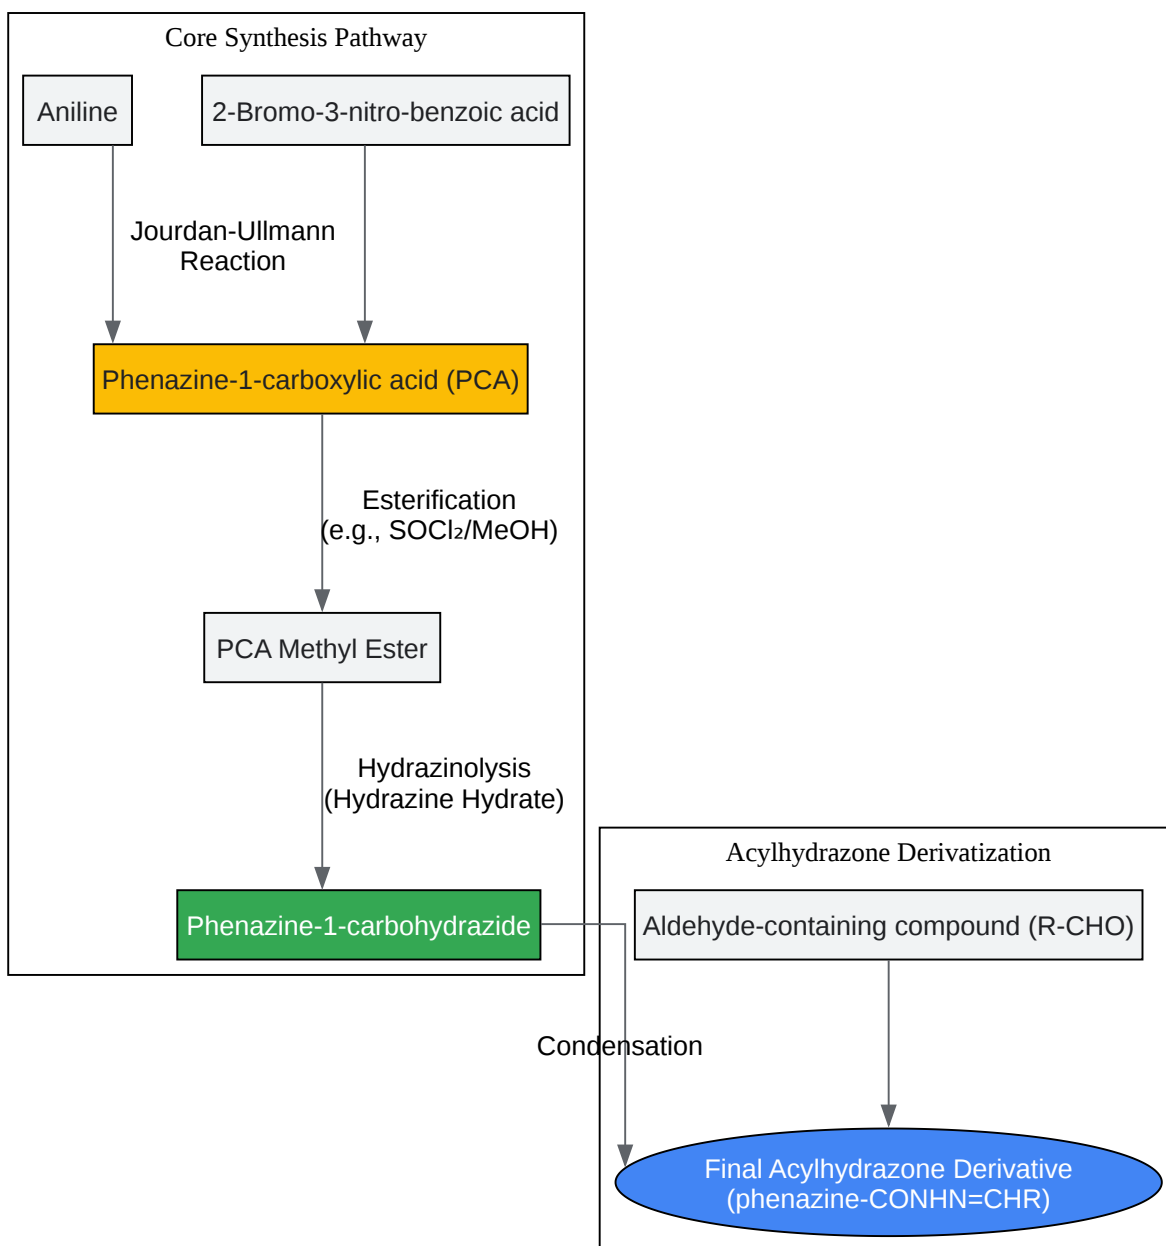 Core Synthesis Pathway
Aniline
2-Bromo-3-nitro-benzoic acid
Jourdan-Ullmann
Reaction
Phenazine-1-carboxylic acid (PCA)
Esterification
(e.g., SOCl₂/MeOH)
PCA Methyl Ester
Hydrazinolysis
(Hydrazine Hydrate)
Phenazine-1-carbohydrazide
Acylhydrazone Derivatization
Aldehyde-containing compound (R-CHO)
Condensation
Final Acylhydrazone Derivative
(phenazine-CONHN=CHR)